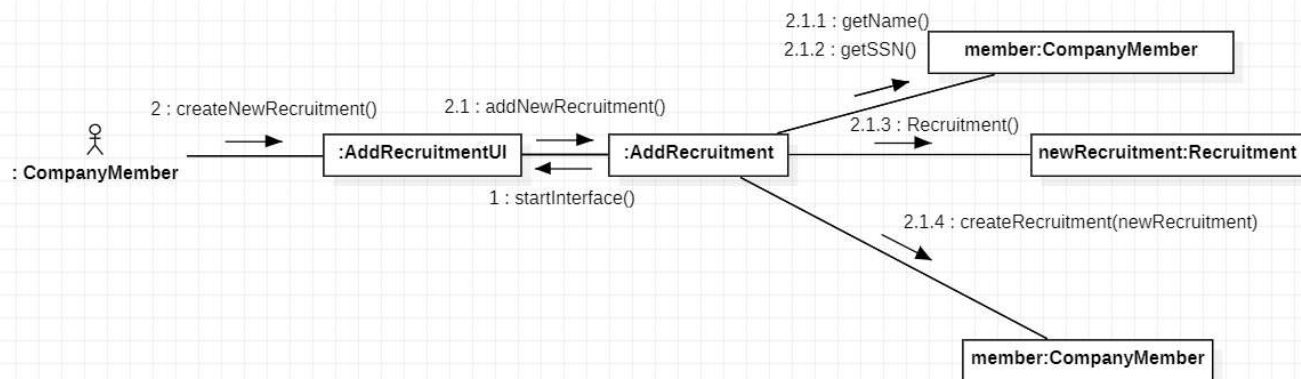 2.1.1 : getName()
2.1.2 : getSSN()
member:CompanyMember
2 : createNewRecruitment()
2.1 : addNewRecruitment()
2.1.3 : Recruitment()
:AddRecruitmentUI
:AddRecruitment
newRecruitment:Recruitment
: CompanyMember
1 : startInterface()
2.1.4 : createRecruitment(newRecruitment)
member:CompanyMember